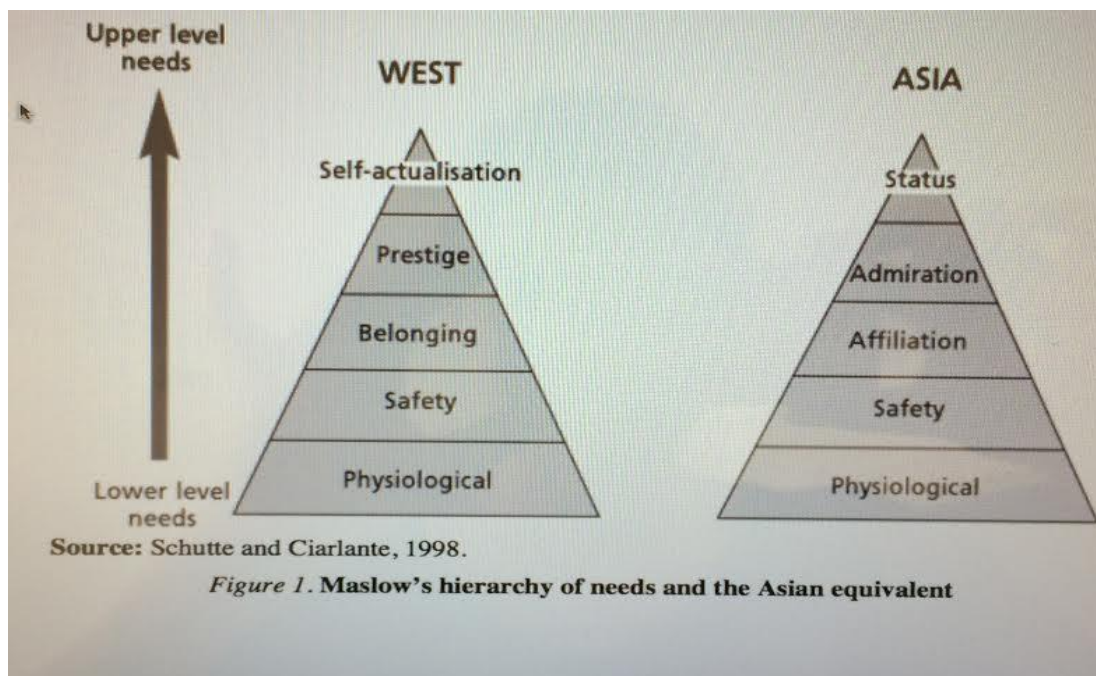 Upper level
needs
WEST
ASIA
Self-actualisation
Status
Prestige
Admiration
Belonging
Affiliation
Safety
Safety
Physiological
Physiological
Lower level
needs
Source: Schutte and Ciarlante, 1998.
Figure 1. Maslow's hierarchy of needs and the Asian equivalent